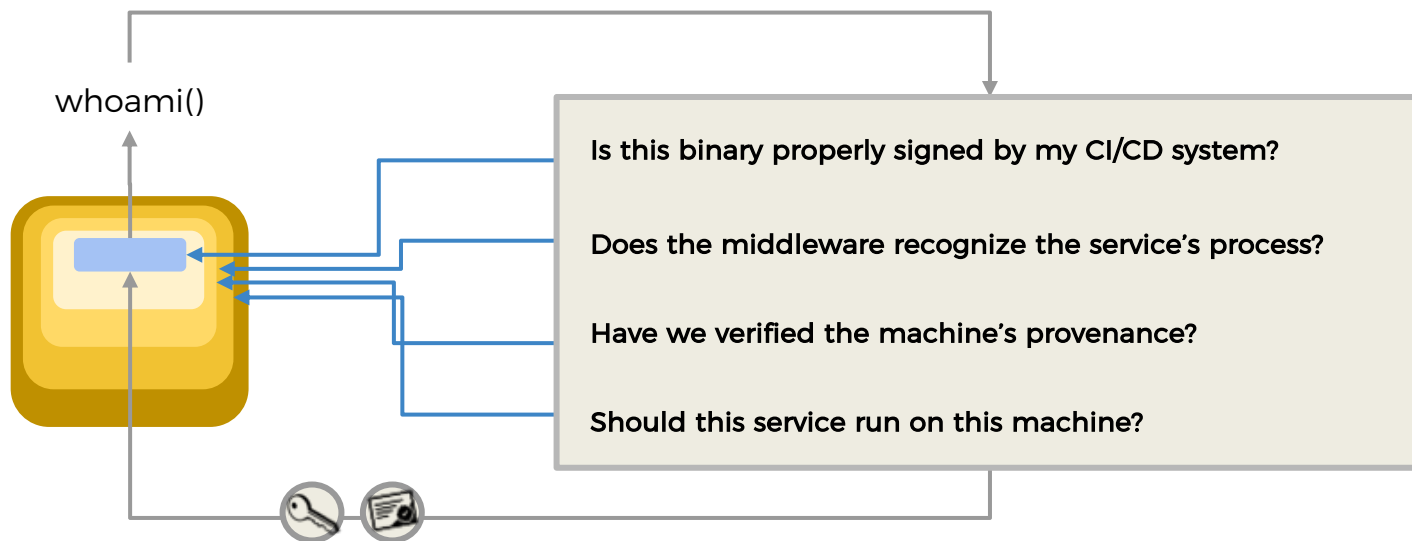 whoami()
Is this binary properly signed by my CI/CD system?
Does the middleware recognize the service’s process?
Have we verified the machine’s provenance?
Should this service run on this machine?